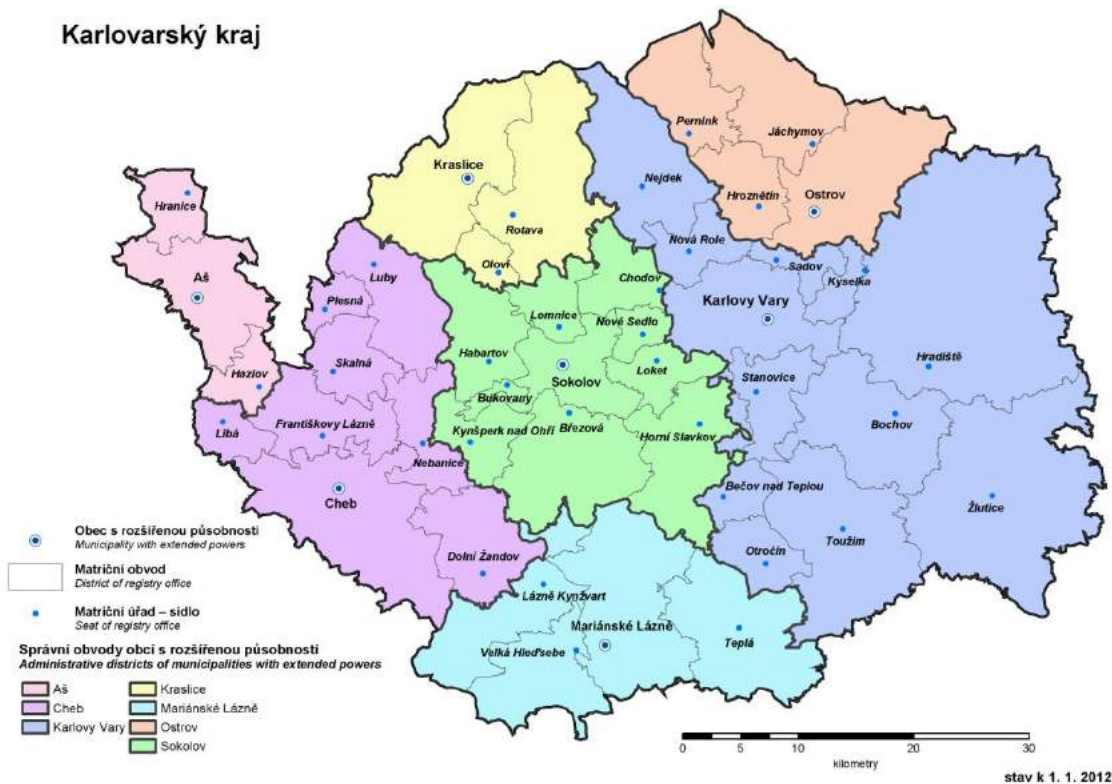 Karlovarský kraj
Pernink
Jáchymov
Kraslice
Nejdek
Hroznětín
Ostrov
Hranice
Rotava
Nová Role
Sadov
Kyselka
Oloví
Luby
Chodov
Aš
Plesná
Karlovy Vary
Lomnice
Nové Sedlo
Skalná
Habartov
Sokolov
Loket
Hradiště
Hazlov
Bukovany
Stanovice
Libá
Františkovy Lázně
Kynšperk nad Ohří
Březová
Horní Slavkov
Bochov
Nebanice
Cheb
Bečov nad Teplou
Žlutice
Toužim
Otročín
Dolní Žandov
Lázně Kynžvart
Mariánské Lázně
Teplá
Velká Hleďsebe
Obec s rozšířenou působností
Municipality with extended powers
Matriční obvod
District of registry office
Matriční úřad – sídlo
Seat of registry office
Správní obvody obcí s rozšířenou působností
Administrative districts of municipalities with extended powers
Aš
Kraslice
Cheb
Mariánské Lázně
Karlovy Vary
Ostrov
Sokolov
0 5 10 20 30
kilometry
stav k 1. 1. 2012